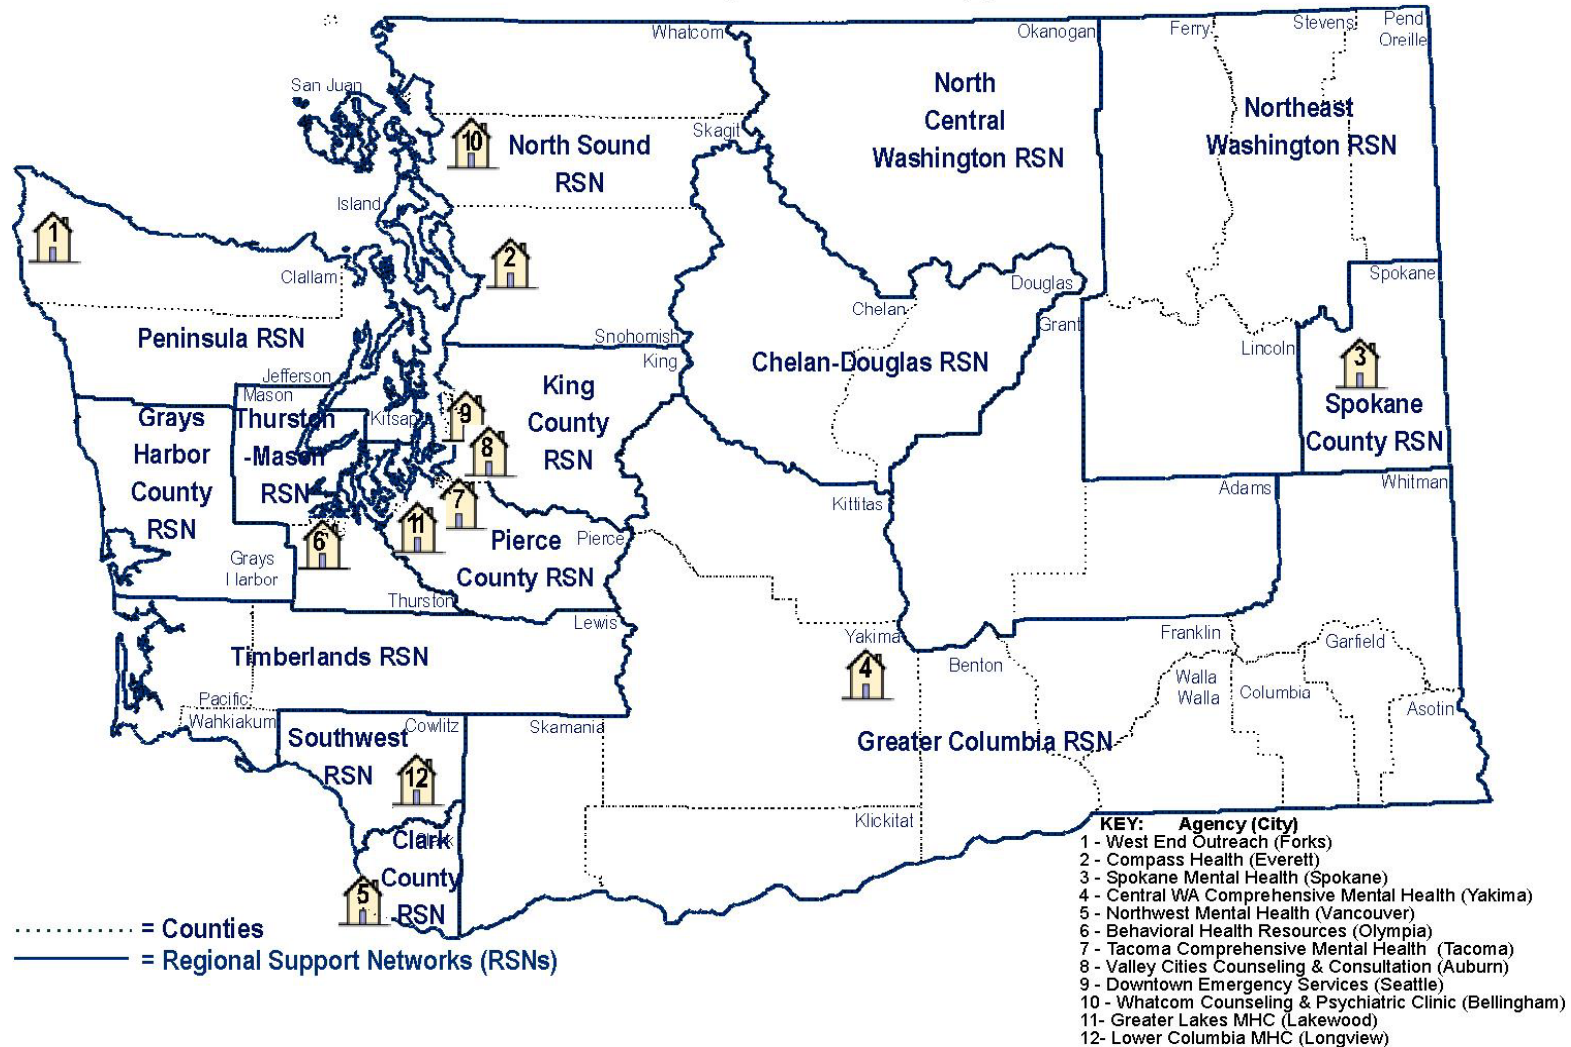 Whatcom
Okanogan
Ferry
Stevens
Pend
Oreille
San Juan
North
Central
Washington RSN
Northeast
Washington RSN
Skagit
10
North Sound
RSN
Island
1
2
Clallam
Douglas
Spokane
Chelan
Grant
Peninsula RSN
Snohomish
King
Lincoln
3
Chelan-Douglas RSN
Jefferson
Mason
King
County
RSN
Spokane
County RSN
Grays
Harbor
County
RSN
Thurston
-Mason
RSN
Kitsap
9
8
7
11
6
Kittitas
Adams
Whitman
Pierce
County RSN
Pierce
Grays
Harbor
Thurston
Lewis
Yakima
4
Benton
Franklin
Garfield
Walla
Walla
Columbia
Asotin
Timberlands RSN
Pacific
Wahkiakum
Cowlitz
Skamania
Southwest
RSN
12
Greater Columbia RSN
Klickitat
Clark
County
RSN
5
= Counties
= Regional Support Networks (RSNs)
KEY: Agency (City)
1 - West End Outreach (Forks)
2 - Compass Health (Everett)
3 - Spokane Mental Health (Spokane)
4 - Central WA Comprehensive Mental Health (Yakima)
5 - Northwest Mental Health (Vancouver)
6 - Behavioral Health Resources (Olympia)
7 - Tacoma Comprehensive Mental Health (Tacoma)
8 - Valley Cities Counseling & Consultation (Auburn)
9 - Downtown Emergency Services (Seattle)
10 - Whatcom Counseling & Psychiatric Clinic (Bellingham)
11- Greater Lakes MHC (Lakewood)
12- Lower Columbia MHC (Longview)